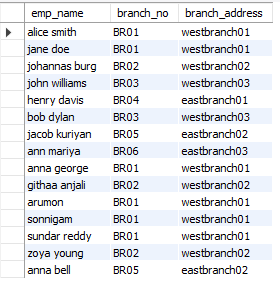 emp_name branch_no branch_address
alice smith BR01 westbranch01
jane doe BR01 westbranch01
johannas burg BR02 westbranch02
john williams BR03 westbranch03
henry davis BR04 eastbranch01
bob dylan BR03 westbranch03
jacob kuriyan BR05 eastbranch02
ann mariya BR06 eastbranch03
anna george BR01 westbranch01
githaa anjali BR02 westbranch02
arumon BR01 westbranch01
sonnigam BR01 westbranch01
sundar reddy BR01 westbranch01
zoya young BR02 westbranch02
anna bell BR05 eastbranch02